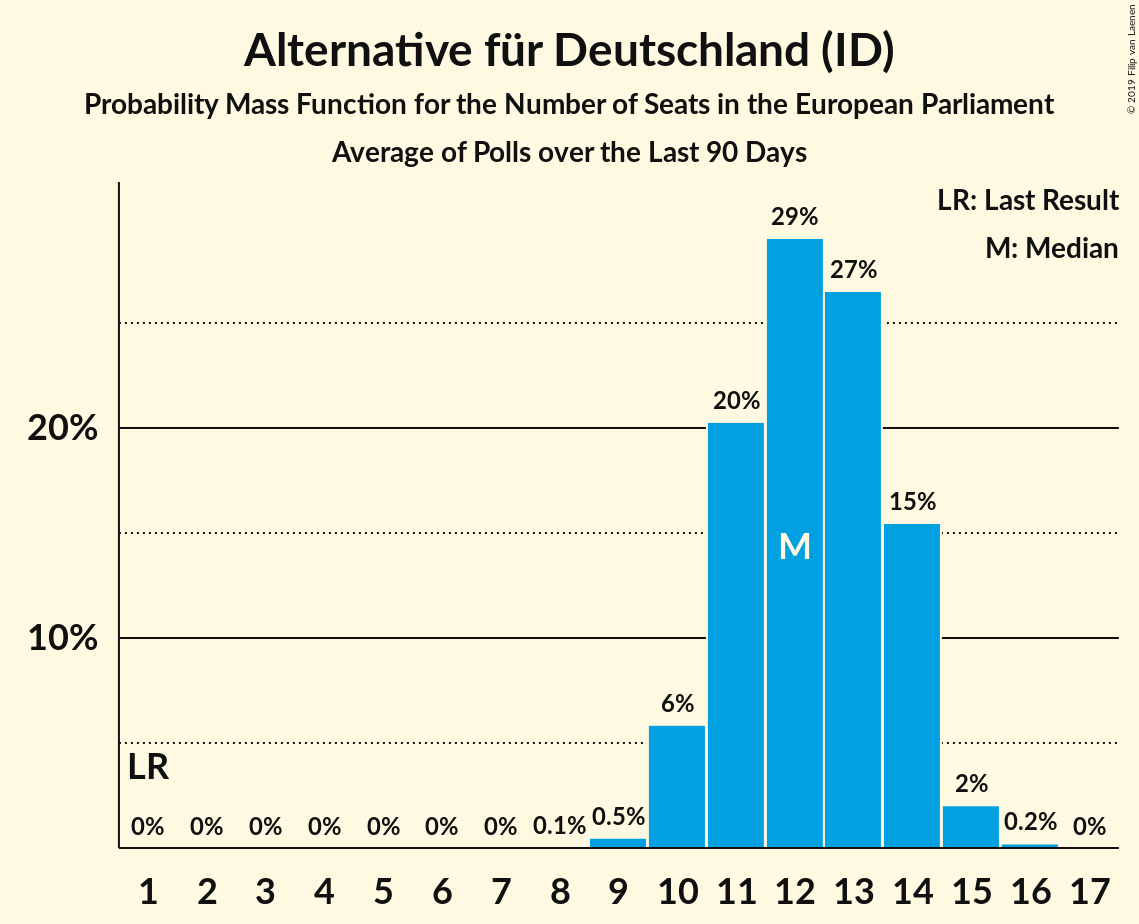 Alternative für Deutschland (ID)
Probability Mass Function for the Number of Seats in the European Parliament
Average of Polls over the Last 90 Days
© 2019 Filip van Laenen
LR: Last Result
M: Median
29%
27%
20%
20%
15%
M
10%
6%
LR
2%
0% 0% 0% 0% 0% 0% 0% 0.1% 0.5% 0.2% 0%
1 2 3 4 5 6 7 8 9 10 11 12 13 14 15 16 17